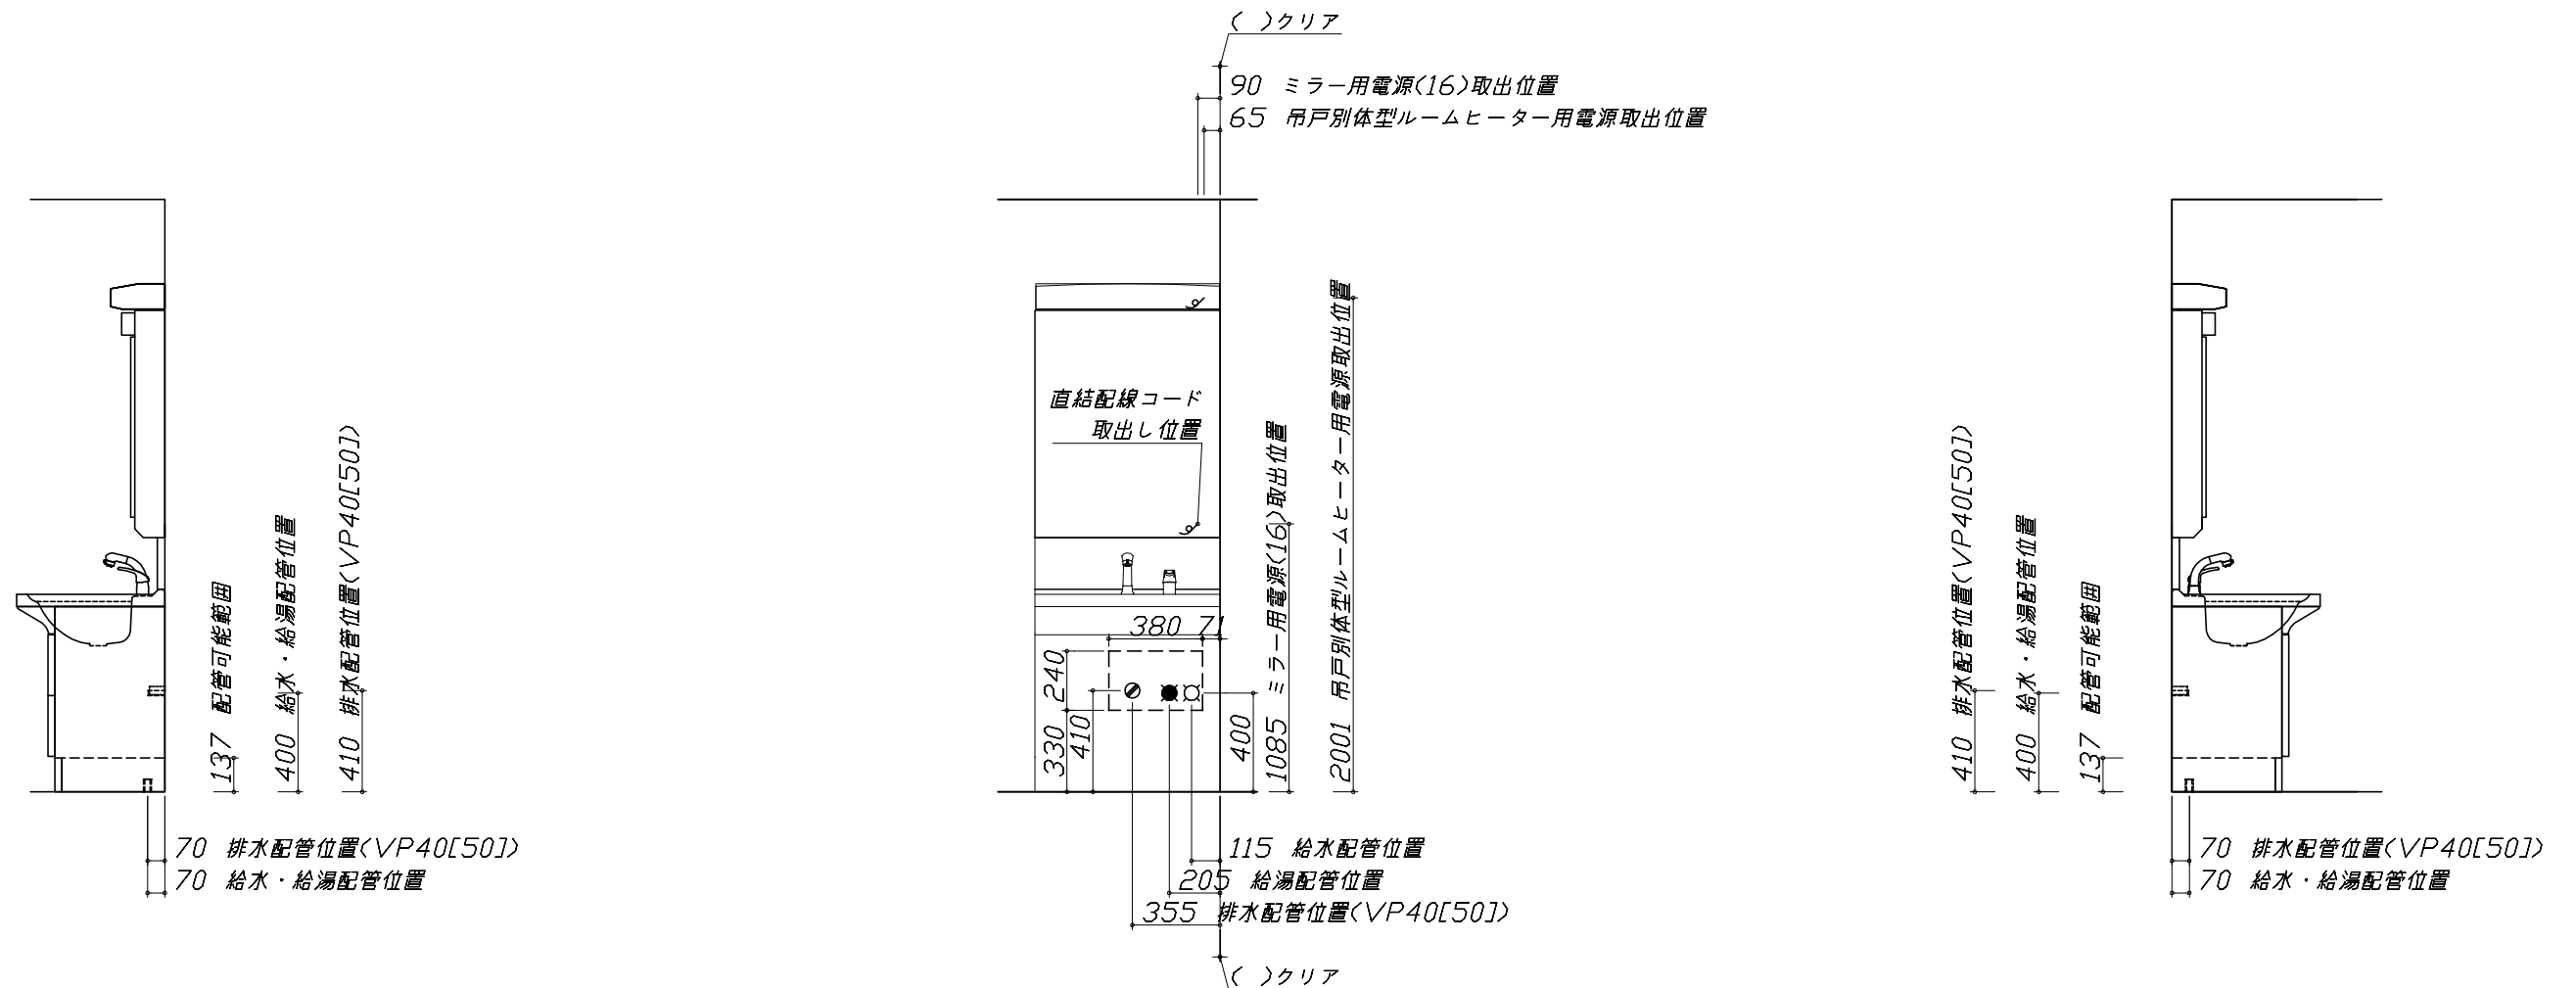 ( )クリア
90 ミラー用電源(16)取出位置
65 吊戸別体型ルームヒーター用電源取出位置
137 配管可能範囲
400 給水・給湯配管位置
410 排水配管位置(VP40[50])
70 排水配管位置(VP40[50])
70 給水・給湯配管位置
直結配線コード
取出し位置
380
71
240
330
410
400
1085 ミラー用電源(16)取出位置
2001 吊戸別体型ルームヒーター用電源取出位置
115 給水配管位置
205 給湯配管位置
355 排水配管位置(VP40[50])
( )クリア
410 排水配管位置(VP40[50])
400 給水・給湯配管位置
137 配管可能範囲
70 排水配管位置(VP40[50])
70 給水・給湯配管位置